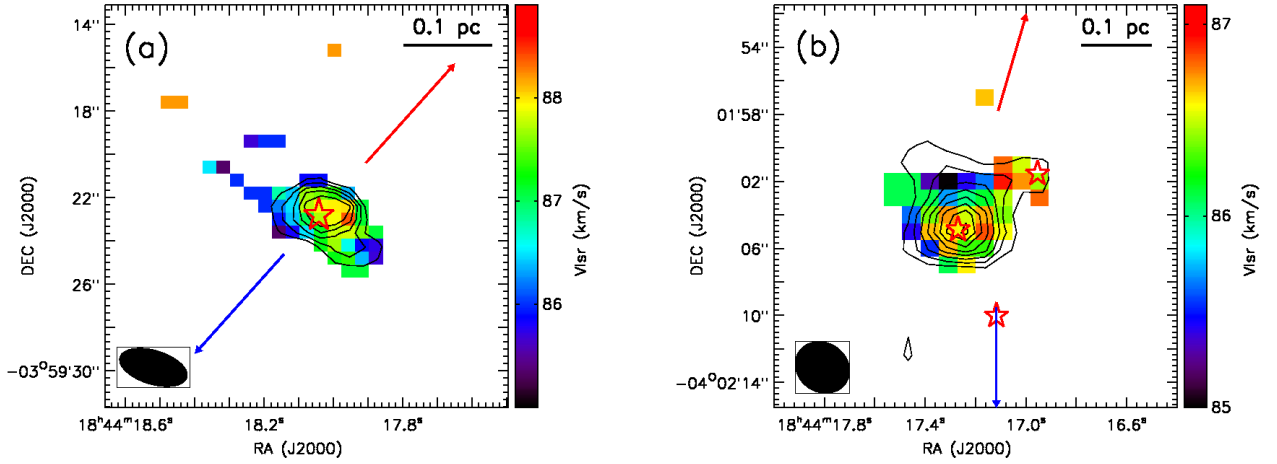 (a)
0.1 pc
14''
18''
22''
26''
−03°59'30''
DEC (J2000)
18ʰ44ᵐ18.6ˢ
18.2ˢ
17.8ˢ
RA (J2000)
88
87
86
Vlsr (km/s)
(b)
0.1 pc
54''
01'58''
02''
06''
10''
−04°02'14''
DEC (J2000)
18ʰ44ᵐ17.8ˢ
17.4ˢ
17.0ˢ
16.6ˢ
RA (J2000)
87
86
85
Vlsr (km/s)